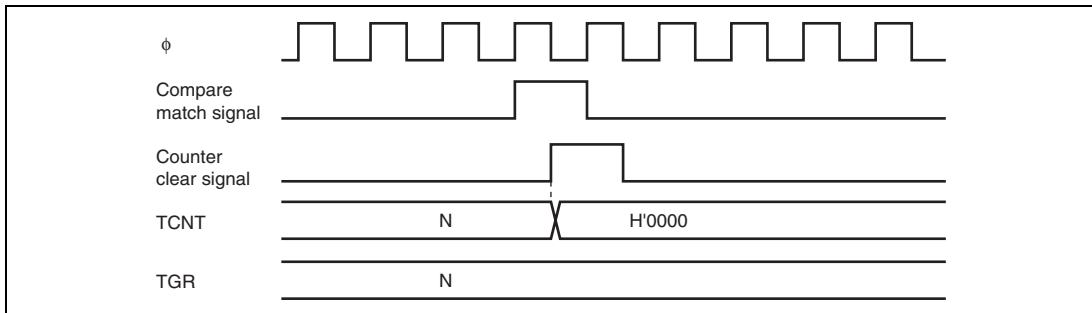 ϕ
Compare
match signal
Counter
clear signal
TCNT N H'0000
TGR N